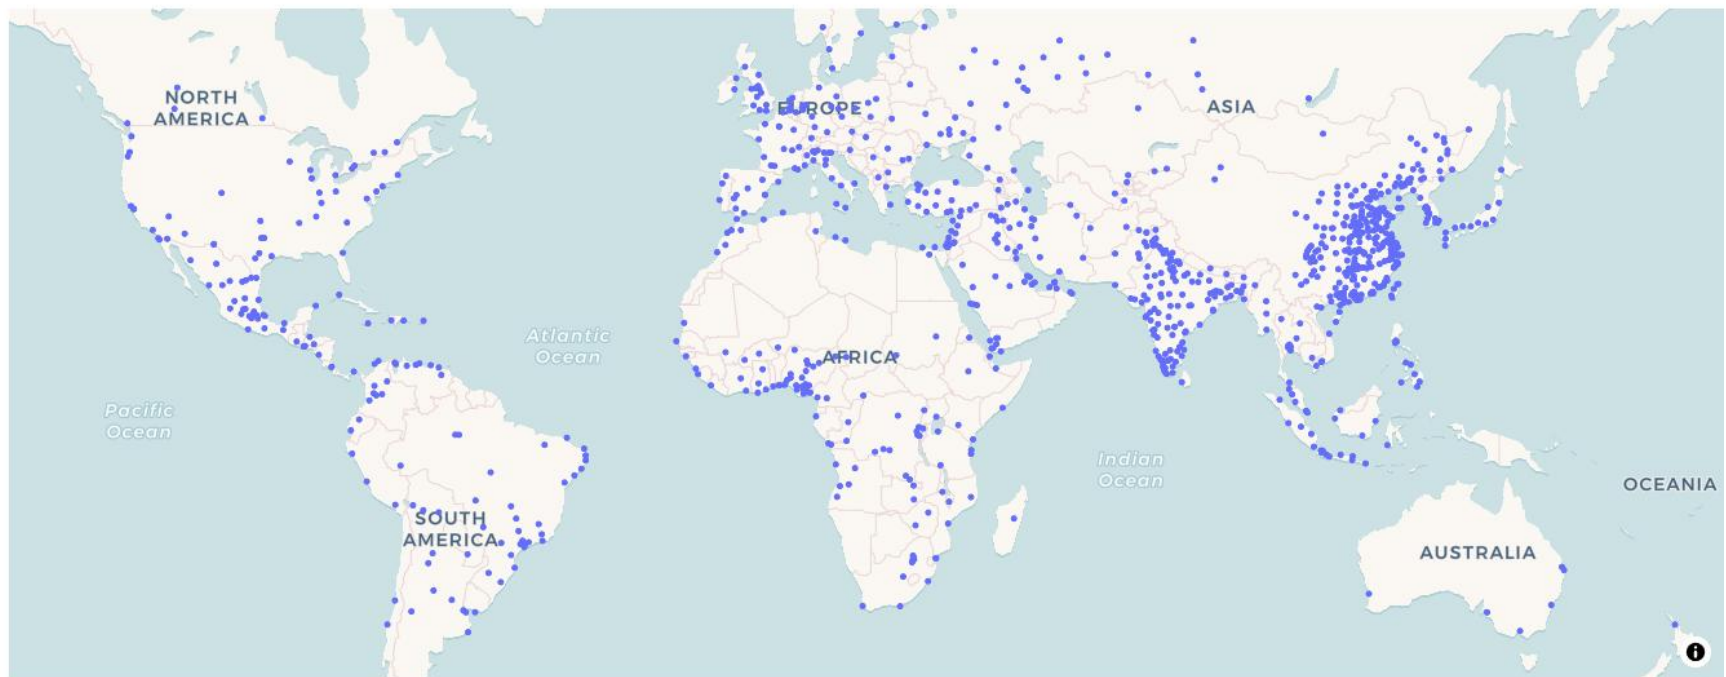 NORTH
AMERICA
EUROPE
ASIA
Atlantic
Ocean
AFRICA
Pacific
Ocean
Indian
Ocean
OCEANIA
SOUTH
AMERICA
AUSTRALIA
i